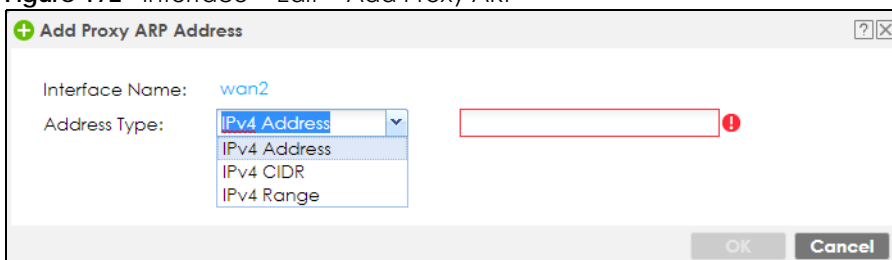 Add Proxy ARP Address
Interface Name: wan2
Address Type: IPv4 Address
IPv4 Address
IPv4 CIDR
IPv4 Range
OK Cancel